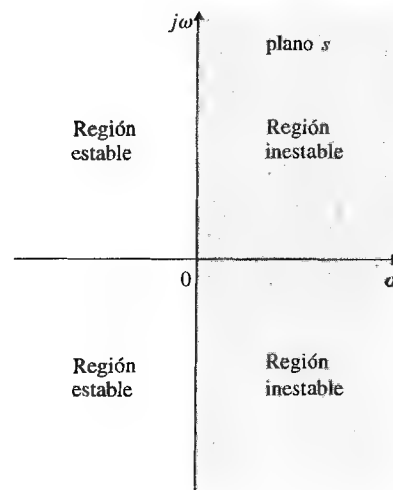 jω
plano s
Región
estable
Región
inestable
0
σ
Región
estable
Región
inestable